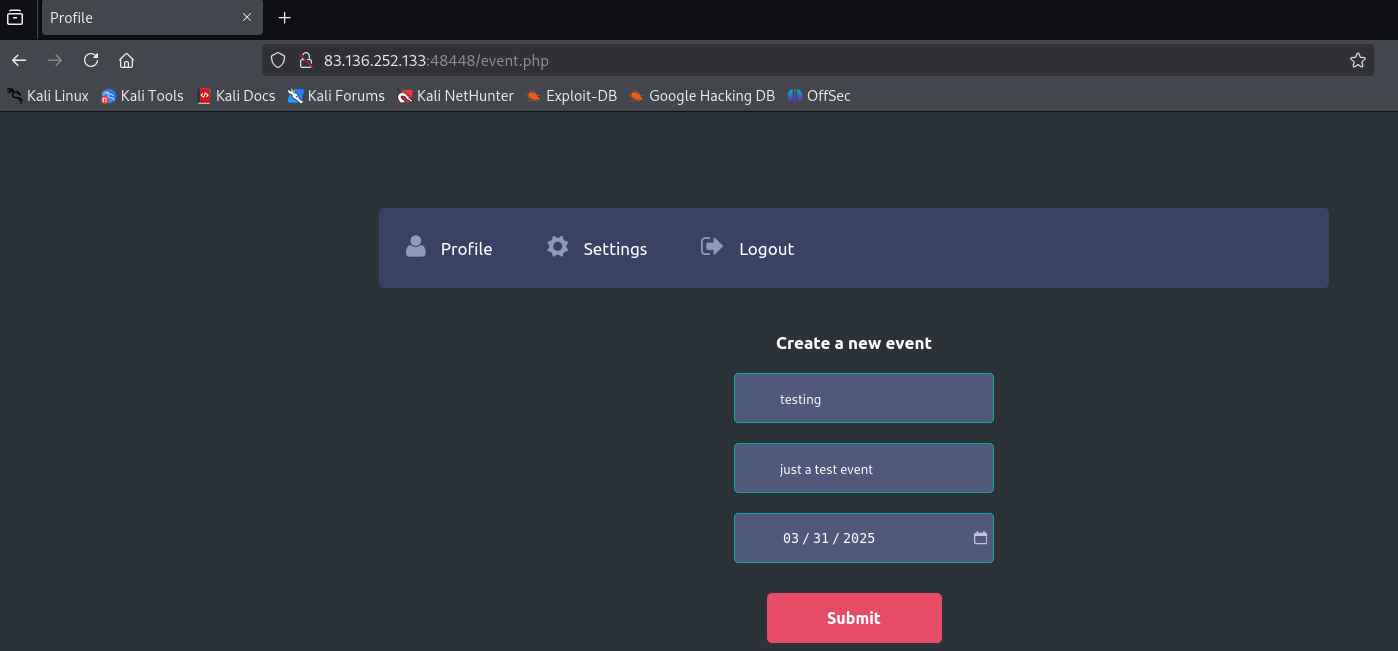 Profile
83.136.252.133:48448/event.php
Kali Linux Kali Tools Kali Docs Kali Forums Kali NetHunter Exploit-DB Google Hacking DB OffSec
Profile Settings Logout
Create a new event
testing
just a test event
03 / 31 / 2025
Submit